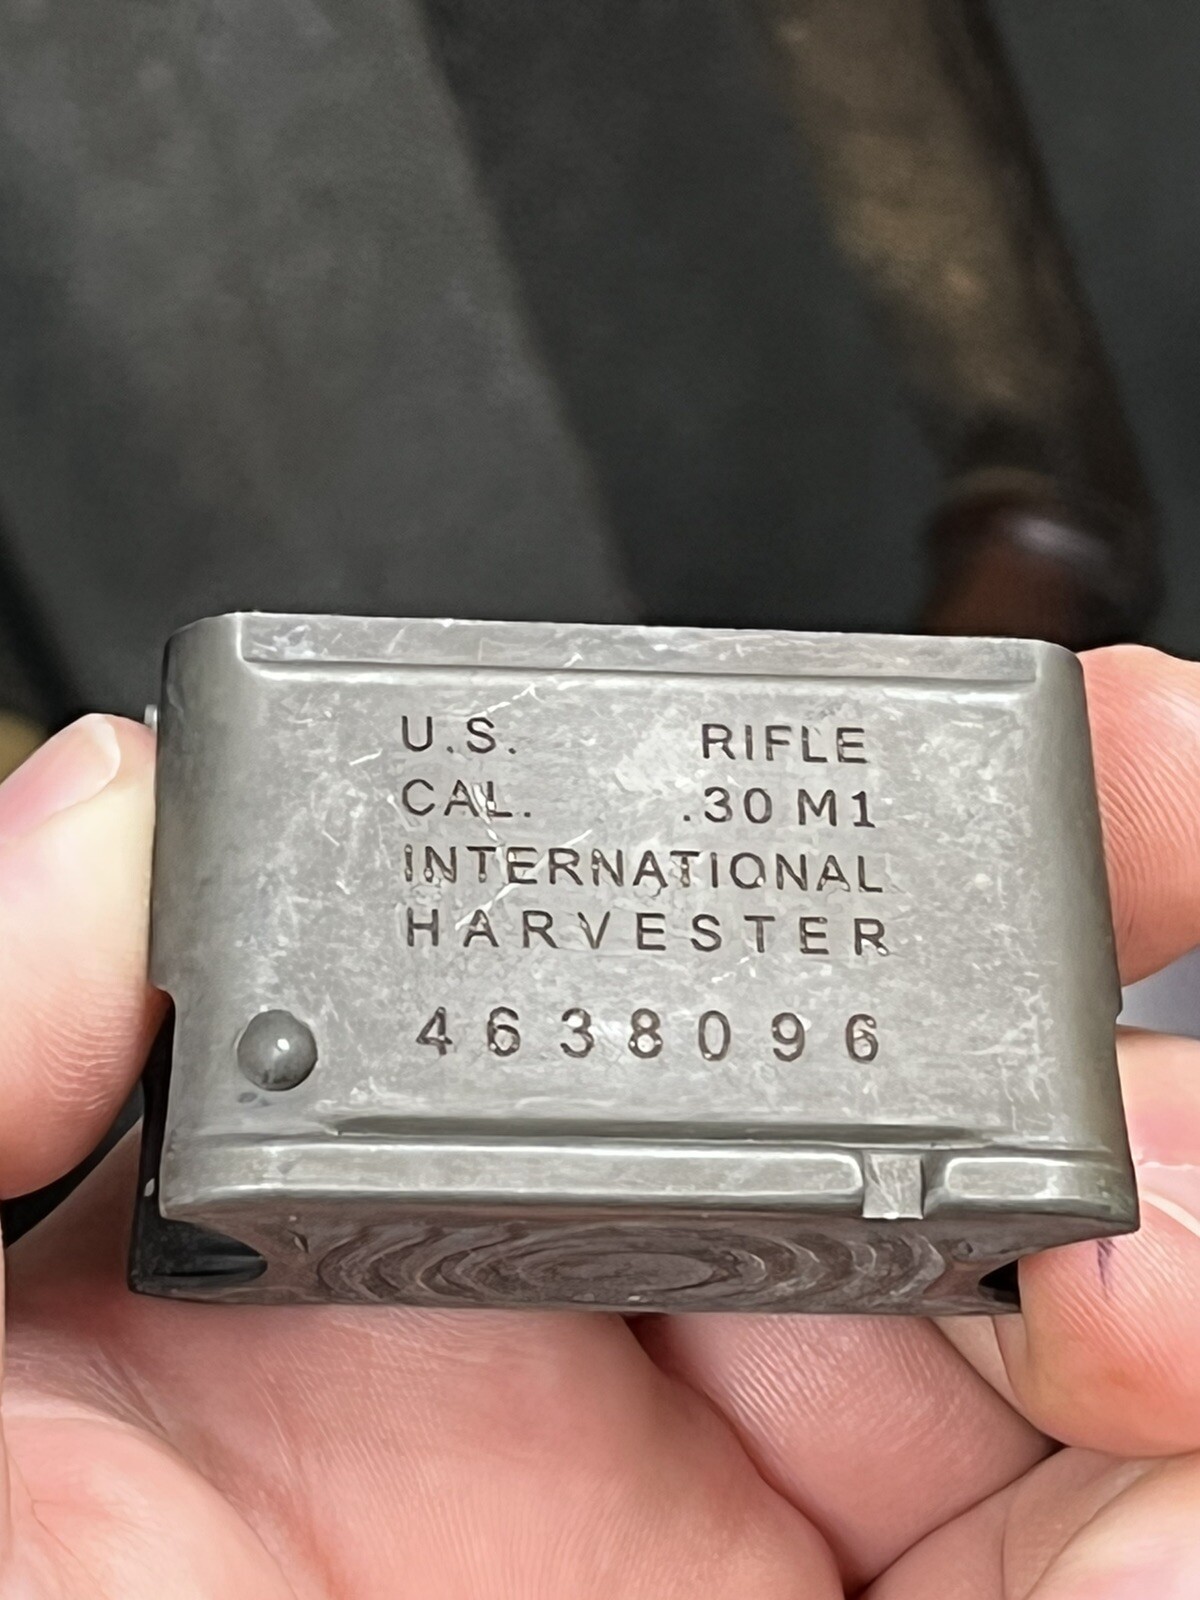 U.S. RIFLE
CAL. .30 M1
INTERNATIONAL
HARVESTER
4638096